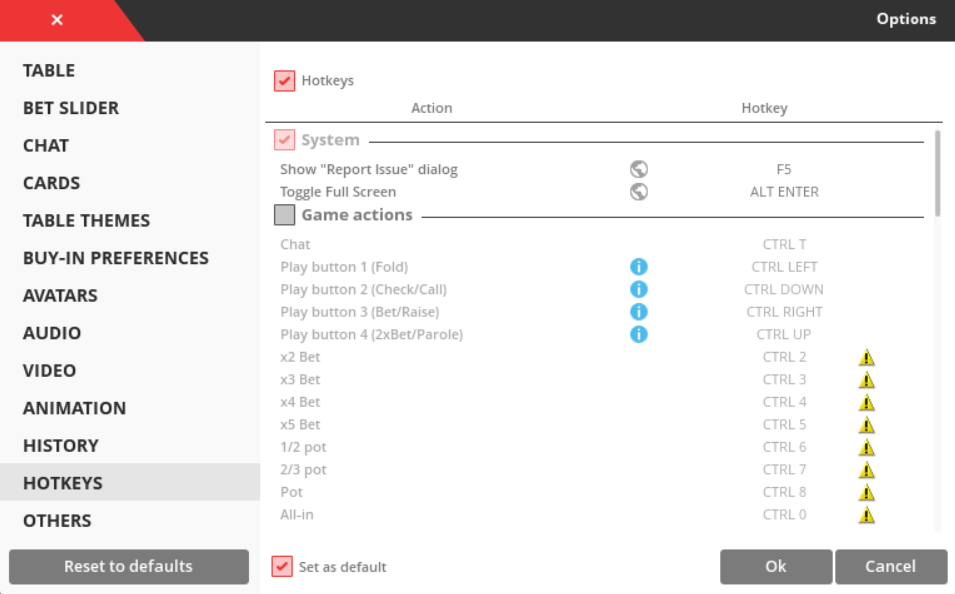 Options
TABLE
BET SLIDER
CHAT
CARDS
TABLE THEMES
BUY-IN PREFERENCES
AVATARS
AUDIO
VIDEO
ANIMATION
HISTORY
HOTKEYS
OTHERS
Reset to defaults
Hotkeys
Action Hotkey
System
Show "Report Issue" dialog F5
Toggle Full Screen ALT ENTER
Game actions
Chat CTRL T
Play button 1 (Fold) CTRL LEFT
Play button 2 (Check/Call) CTRL DOWN
Play button 3 (Bet/Raise) CTRL RIGHT
Play button 4 (2xBet/Parole) CTRL UP
x2 Bet CTRL 2
x3 Bet CTRL 3
x4 Bet CTRL 4
x5 Bet CTRL 5
1/2 pot CTRL 6
2/3 pot CTRL 7
Pot CTRL 8
All-in CTRL 0
Set as default
Ok
Cancel